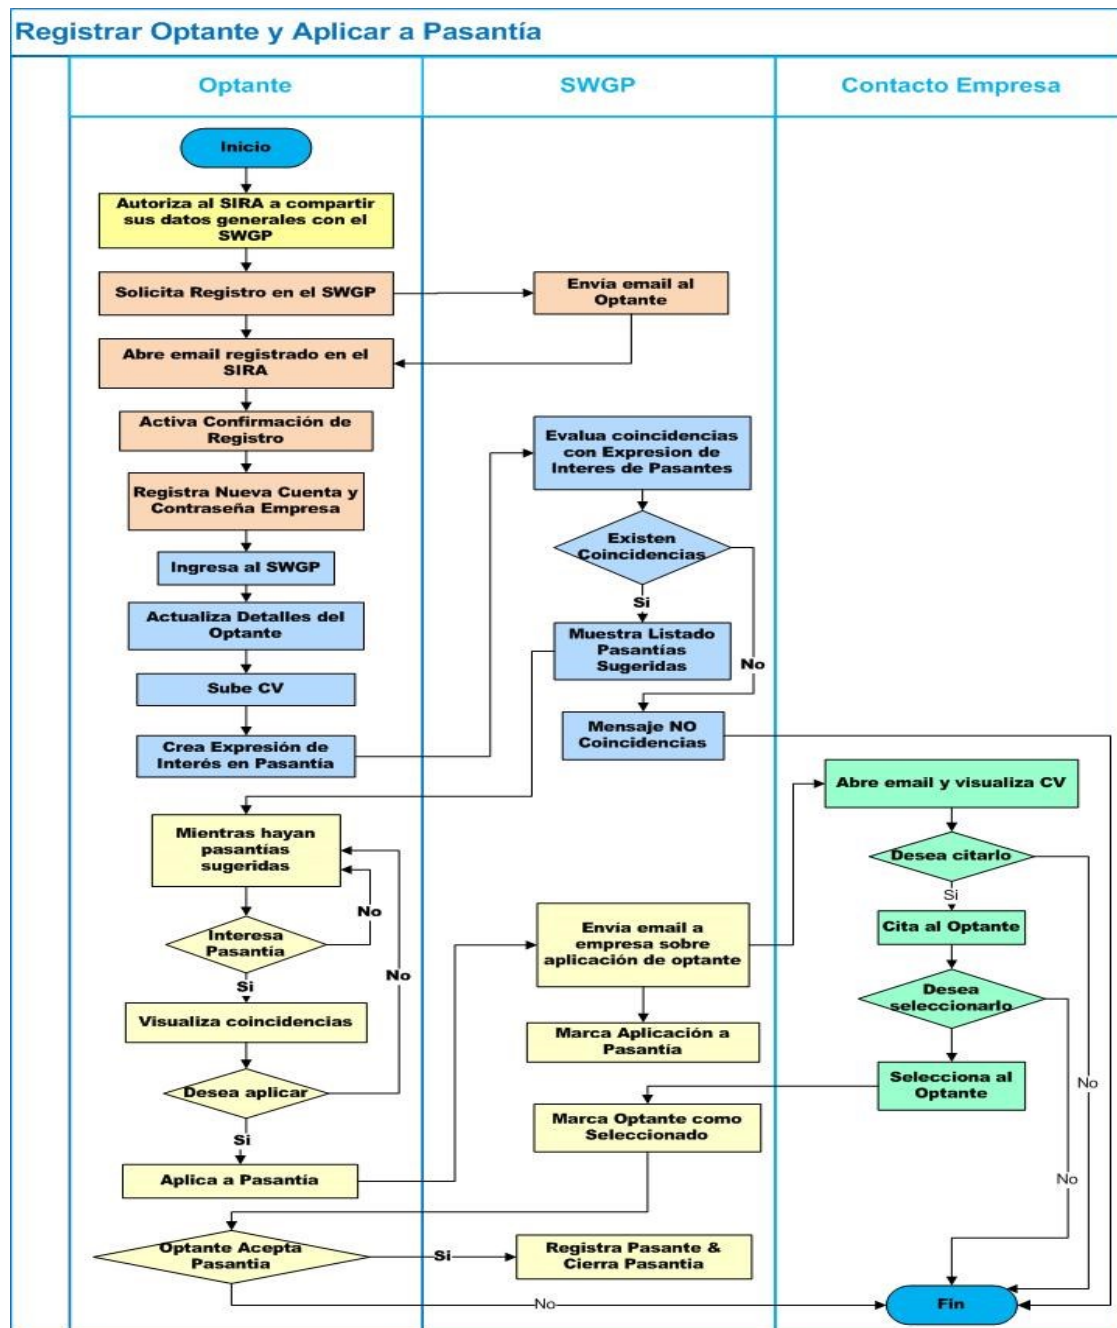 Registrar Optante y Aplicar a Pasantía
Optante
SWGP
Contacto Empresa
Inicio
Autoriza al SIRA a compartir
sus datos generales con el
SWGP
Solicita Registro en el SWGP
Envía email al
Optante
Abre email registrado en el
SIRA
Activa Confirmación de
Registro
Registra Nueva Cuenta y
Contraseña Empresa
Ingresa al SWGP
Actualiza Detalles del
Optante
Sube CV
Crea Expresión de
Interés en Pasantía
Evalua coincidencias
con Expresion de
Interes de Pasantes
Existen
Coincidencias
Si
No
Muestra Listado
Pasantías
Sugeridas
Mensaje NO
Coincidencias
Mientras hayan
pasantías
sugeridas
No
Interesa
Pasantía
No
Si
Visualiza coincidencias
Desea aplicar
Si
Aplica a Pasantía
Envía email a
empresa sobre
aplicación de optante
Marca Aplicación a
Pasantía
Abre email y visualiza CV
Desea citarlo
Si
Cita al Optante
Desea
seleccionarlo
No
Selecciona al
Optante
Marca Optante como
Seleccionado
No
Optante Acepta
Pasantia
Si
Registra Pasante &
Cierra Pasantia
No
Fin